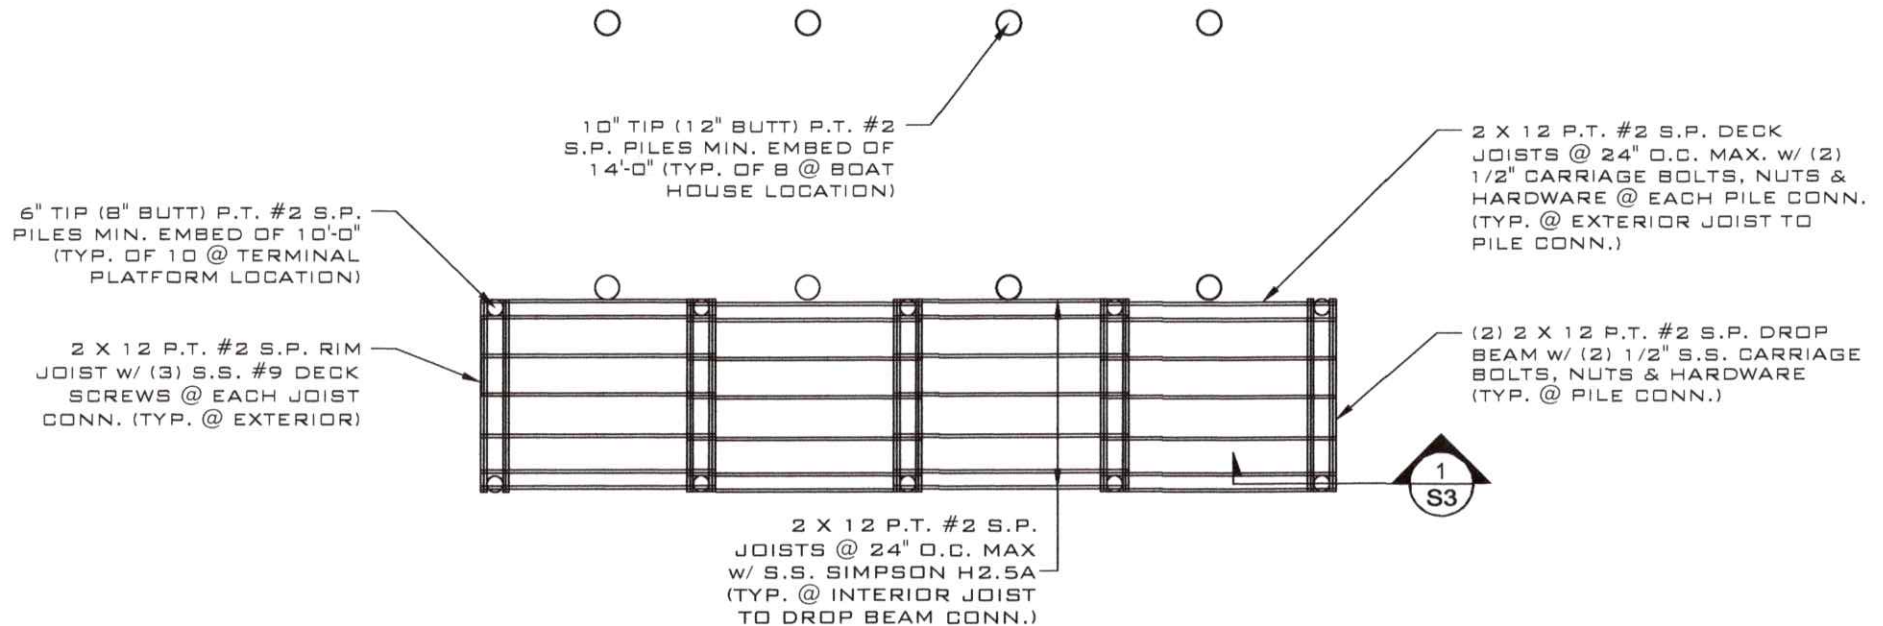 10" TIP (12" BUTT) P.T. #2
S.P. PILES MIN. EMBED OF
14'-0" (TYP. OF 8 @ BOAT
HOUSE LOCATION)
2 X 12 P.T. #2 S.P. DECK
JOISTS @ 24" O.C. MAX. w/ (2)
1/2" CARRIAGE BOLTS, NUTS &
HARDWARE @ EACH PILE CONN.
(TYP. @ EXTERIOR JOIST TO
PILE CONN.)
6" TIP (8" BUTT) P.T. #2 S.P.
PILES MIN. EMBED OF 10'-0"
(TYP. OF 10 @ TERMINAL
PLATFORM LOCATION)
2 X 12 P.T. #2 S.P. RIM
JOIST w/ (3) S.S. #9 DECK
SCREWS @ EACH JOIST
CONN. (TYP. @ EXTERIOR)
(2) 2 X 12 P.T. #2 S.P. DROP
BEAM w/ (2) 1/2" S.S. CARRIAGE
BOLTS, NUTS & HARDWARE
(TYP. @ PILE CONN.)
1
S3
2 X 12 P.T. #2 S.P.
JOISTS @ 24" O.C. MAX
w/ S.S. SIMPSON H2.5A
(TYP. @ INTERIOR JOIST
TO DROP BEAM CONN.)